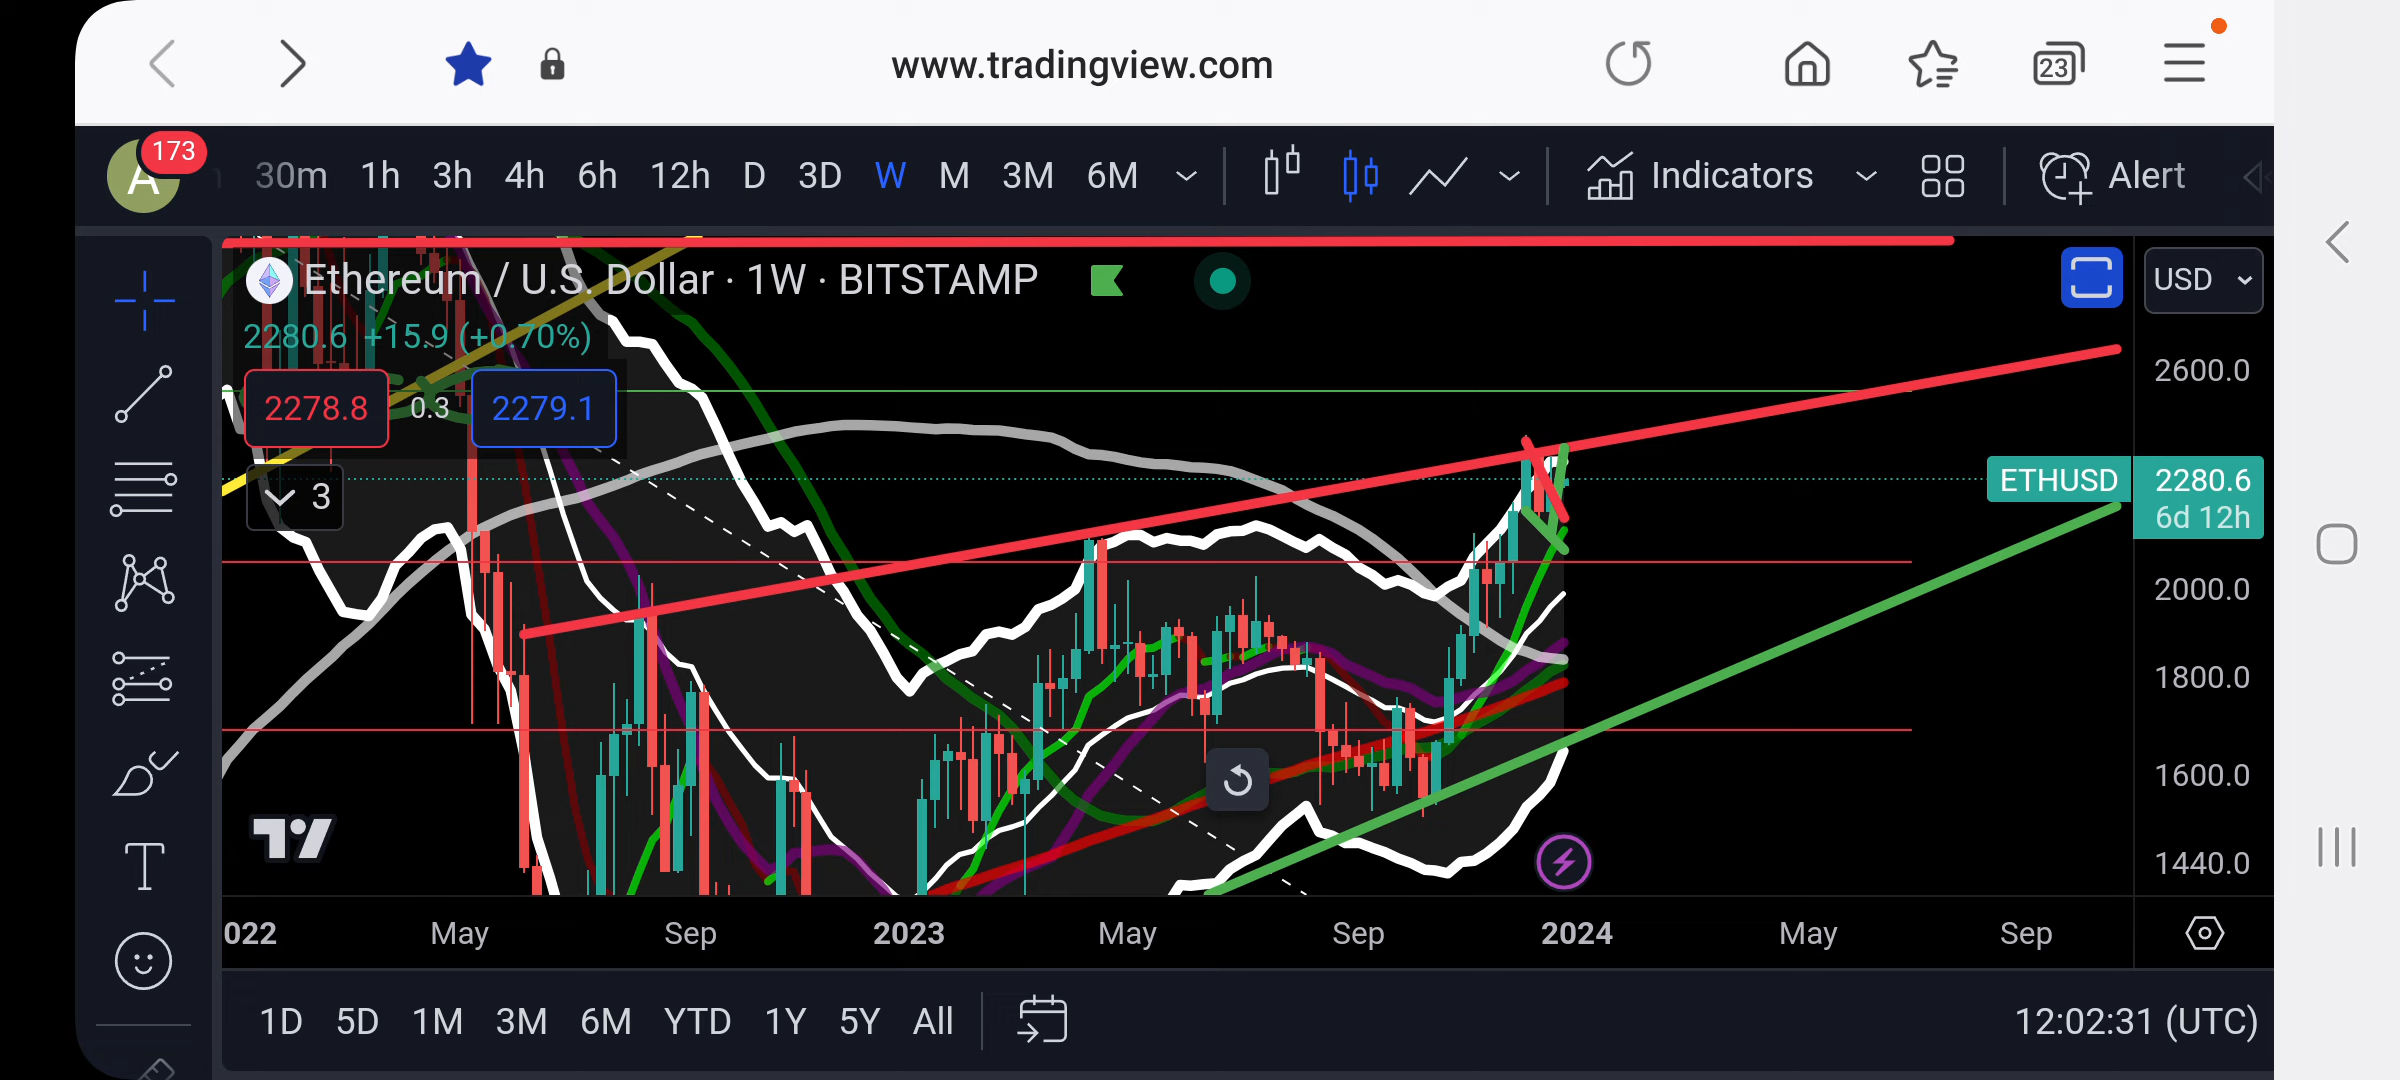 www.tradingview.com
23
A
173
30m 1h 3h 4h 6h 12h D 3D W M 3M 6M
Indicators
Alert
Ethereum / U.S. Dollar · 1W · BITSTAMP
USD
2280.6 +15.9 (+0.70%)
2278.8 0.3 2279.1
3
2600.0
ETHUSD 2280.6
6d 12h
2000.0
1800.0
1600.0
1440.0
022 May Sep 2023 May Sep 2024 May Sep
1D 5D 1M 3M 6M YTD 1Y 5Y All
12:02:31 (UTC)